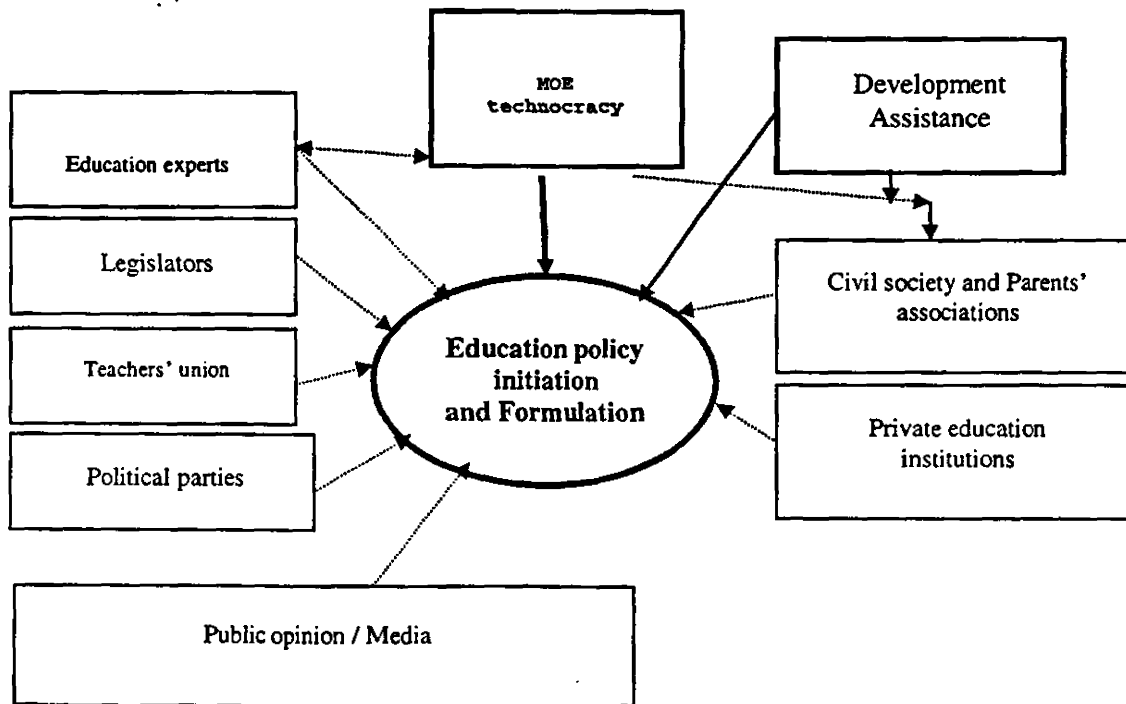 MOE
technocracy
Development
Assistance
Education experts
Legislators
Teachers' union
Political parties
Education policy
initiation
and Formulation
Civil society and Parents'
associations
Private education
institutions
Public opinion / Media